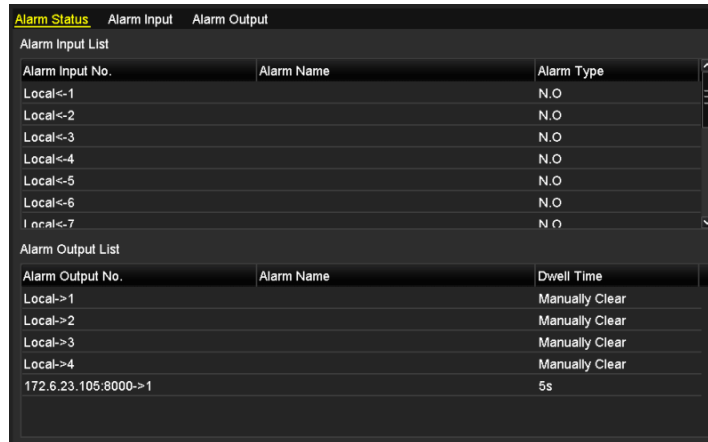 Alarm Status Alarm Input Alarm Output
Alarm Input List
Alarm Input No. Alarm Name Alarm Type
Local<-1 N.O
Local<-2 N.O
Local<-3 N.O
Local<-4 N.O
Local<-5 N.O
Local<-6 N.O
Local<-7 N.O
Alarm Output List
Alarm Output No. Alarm Name Dwell Time
Local->1 Manually Clear
Local->2 Manually Clear
Local->3 Manually Clear
Local->4 Manually Clear
172.6.23.105:8000->1 5s